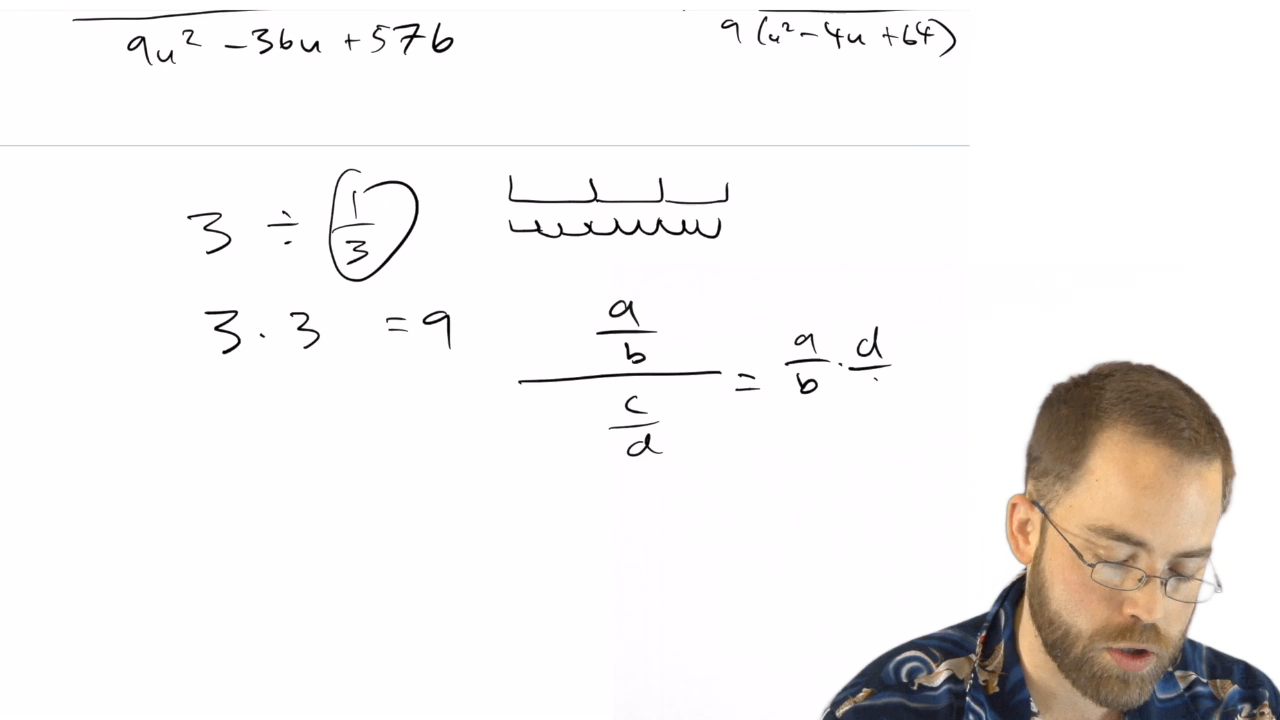 9u² - 36u + 576
9(u² - 4u + 64)
3 ÷ 1/3
3 · 3 = 9
a/b / c/d = a/b · d/